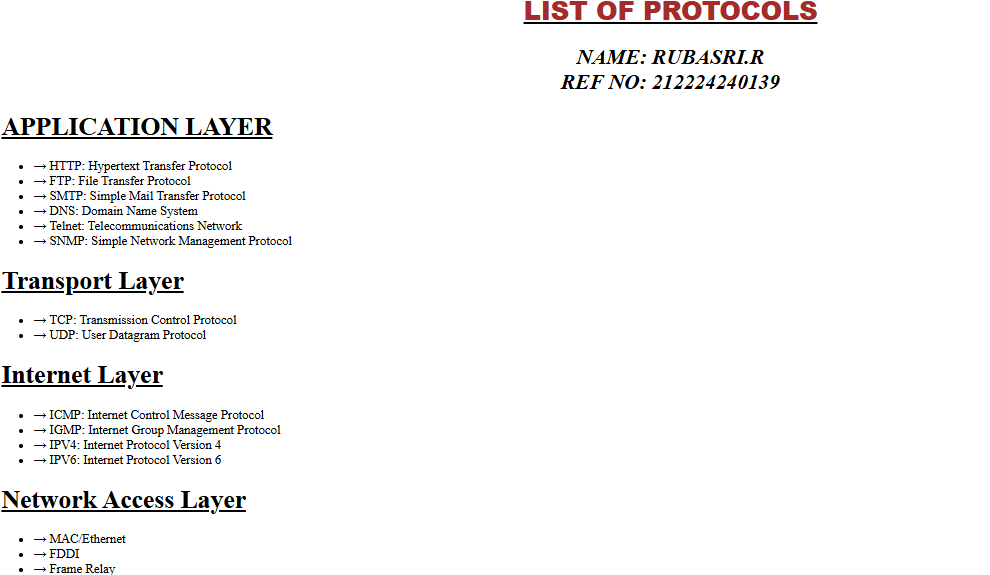 LIST OF PROTOCOLS
NAME: RUBASRI.R
REF NO: 212224240139
APPLICATION LAYER
• → HTTP: Hypertext Transfer Protocol
• → FTP: File Transfer Protocol
• → SMTP: Simple Mail Transfer Protocol
• → DNS: Domain Name System
• → Telnet: Telecommunications Network
• → SNMP: Simple Network Management Protocol
Transport Layer
• → TCP: Transmission Control Protocol
• → UDP: User Datagram Protocol
Internet Layer
• → ICMP: Internet Control Message Protocol
• → IGMP: Internet Group Management Protocol
• → IPV4: Internet Protocol Version 4
• → IPV6: Internet Protocol Version 6
Network Access Layer
• → MAC/Ethernet
• → FDDI
• → Frame Relay